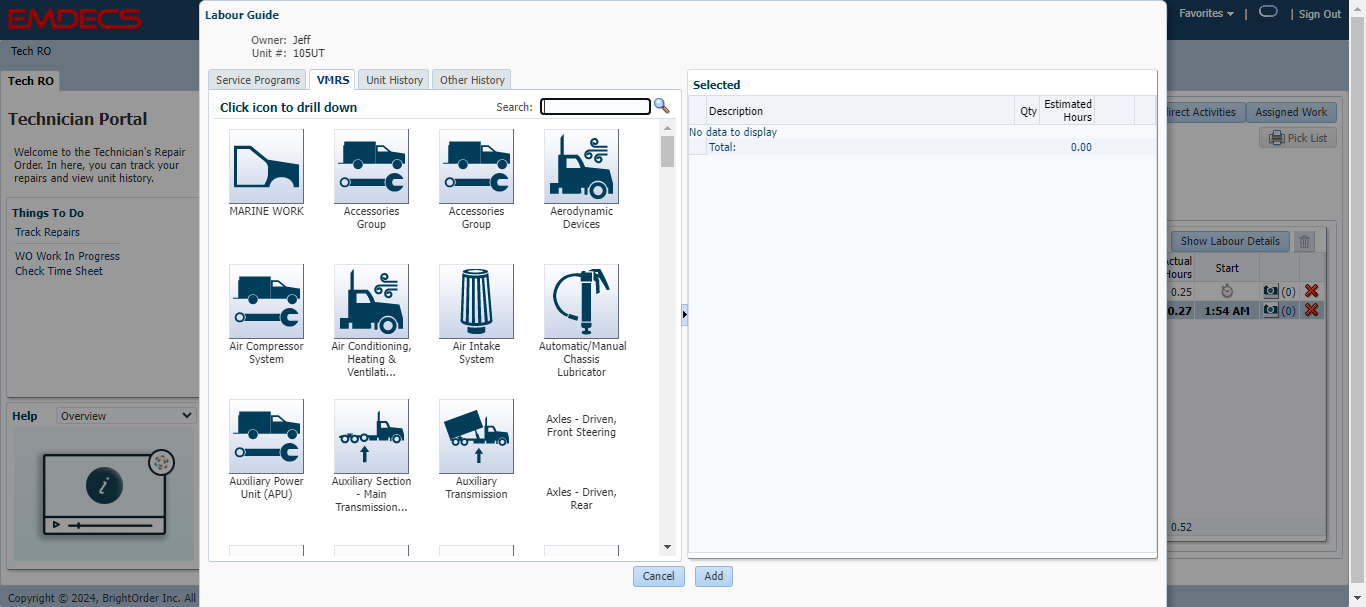 EMDECS
Favorites | | Sign Out
Tech RO
Tech RO
Technician Portal
Welcome to the Technician's Repair
Order. In here, you can track your
repairs and view unit history.
Things To Do
Track Repairs
WO Work In Progress
Check Time Sheet
Help Overview
i
Copyright © 2024, BrightOrder Inc. All
Labour Guide
Owner: Jeff
Unit #: 105UT
Service Programs VMRS Unit History Other History
Click icon to drill down Search:
MARINE WORK
Accessories
Group
Accessories
Group
Aerodynamic
Devices
Air Compressor
System
Air Conditioning,
Heating &
Ventilati...
Air Intake
System
Automatic/Manual
Chassis
Lubricator
Auxiliary Power
Unit (APU)
Auxiliary Section
- Main
Transmission...
Auxiliary
Transmission
Axles - Driven,
Front Steering
Axles - Driven,
Rear
Selected
Description Qty Estimated
Hours
No data to display
Total: 0.00
Cancel Add
irect Activities Assigned Work
Pick List
Show Labour Details
ctual
Hours Start
0.25 (0)
0.27 1:54 AM (0)
0.52